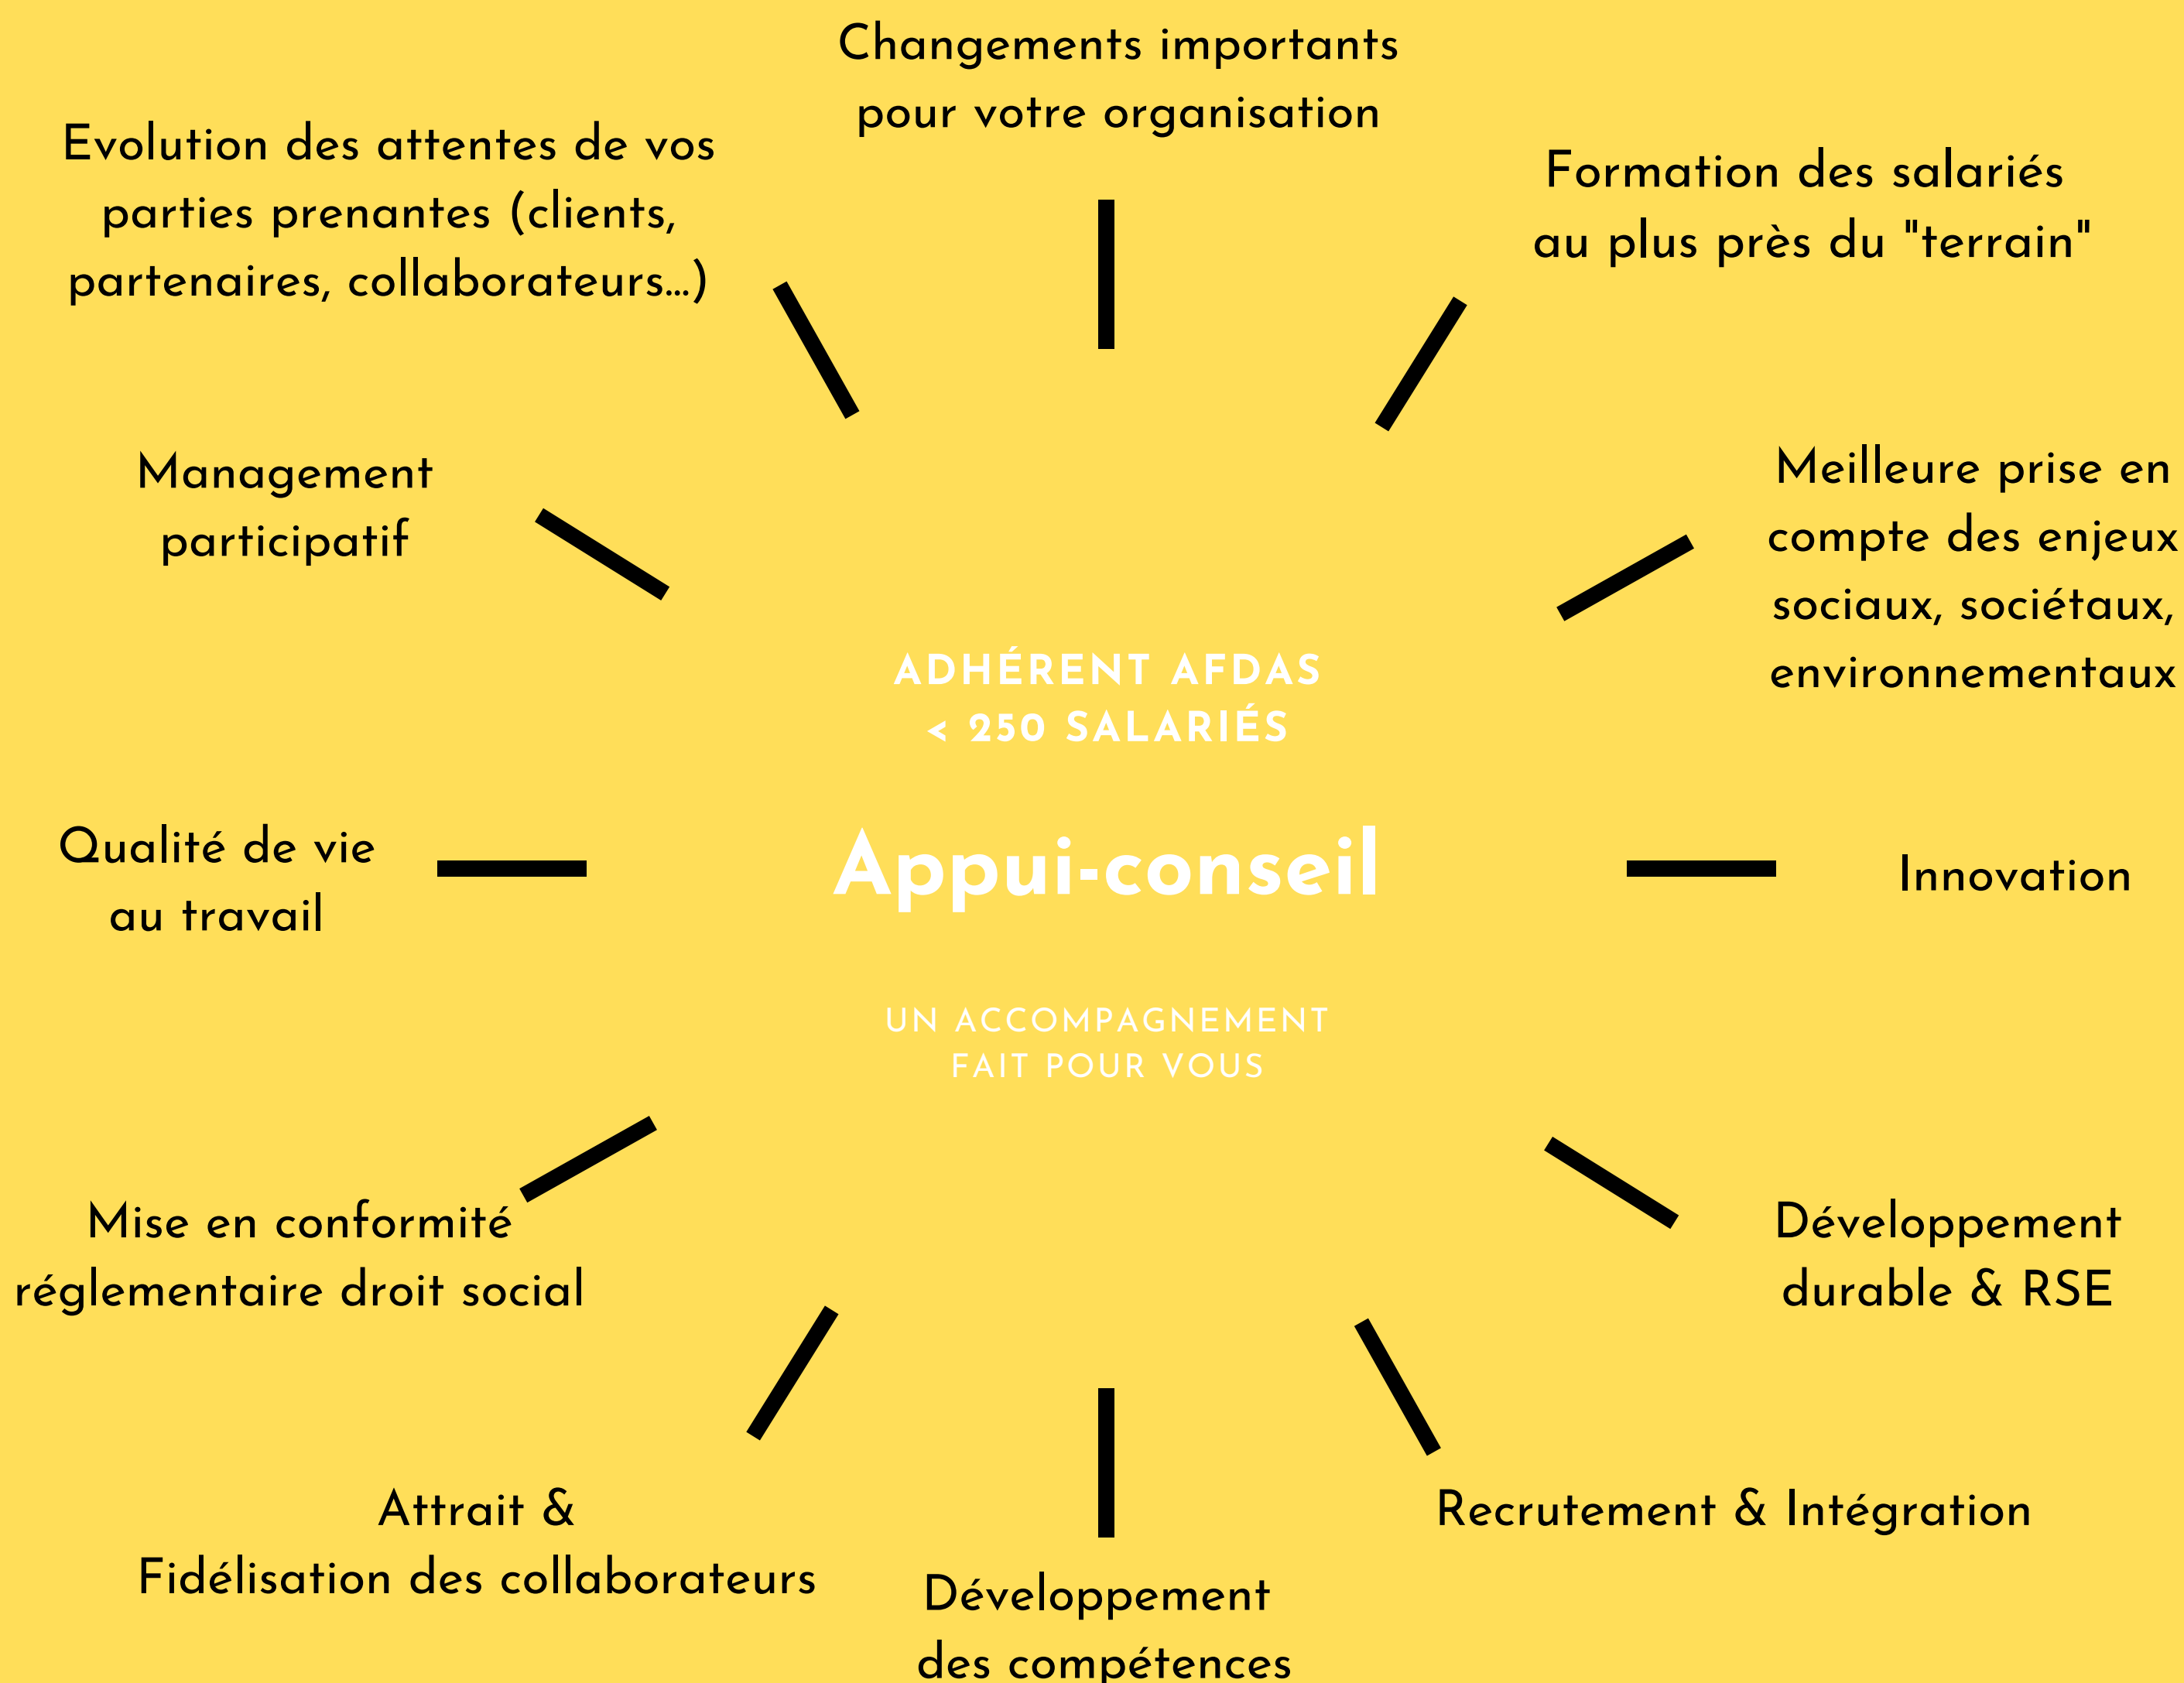 Changements importants
pour votre organisation
Evolution des attentes de vos
parties prenantes (clients,
partenaires, collaborateurs...)
Formation des salariés
au plus près du "terrain"
Management
participatif
Meilleure prise en
compte des enjeux
sociaux, sociétaux,
environnementaux
ADHÉRENT AFDAS
< 250 SALARIÉS
Appui-conseil
UN ACCOMPAGNEMENT
FAIT POUR VOUS
Qualité de vie
au travail
Innovation
Mise en conformité
réglementaire droit social
Développement
durable & RSE
Attrait &
Fidélisation des collaborateurs
Recrutement & Intégration
Développement
des compétences